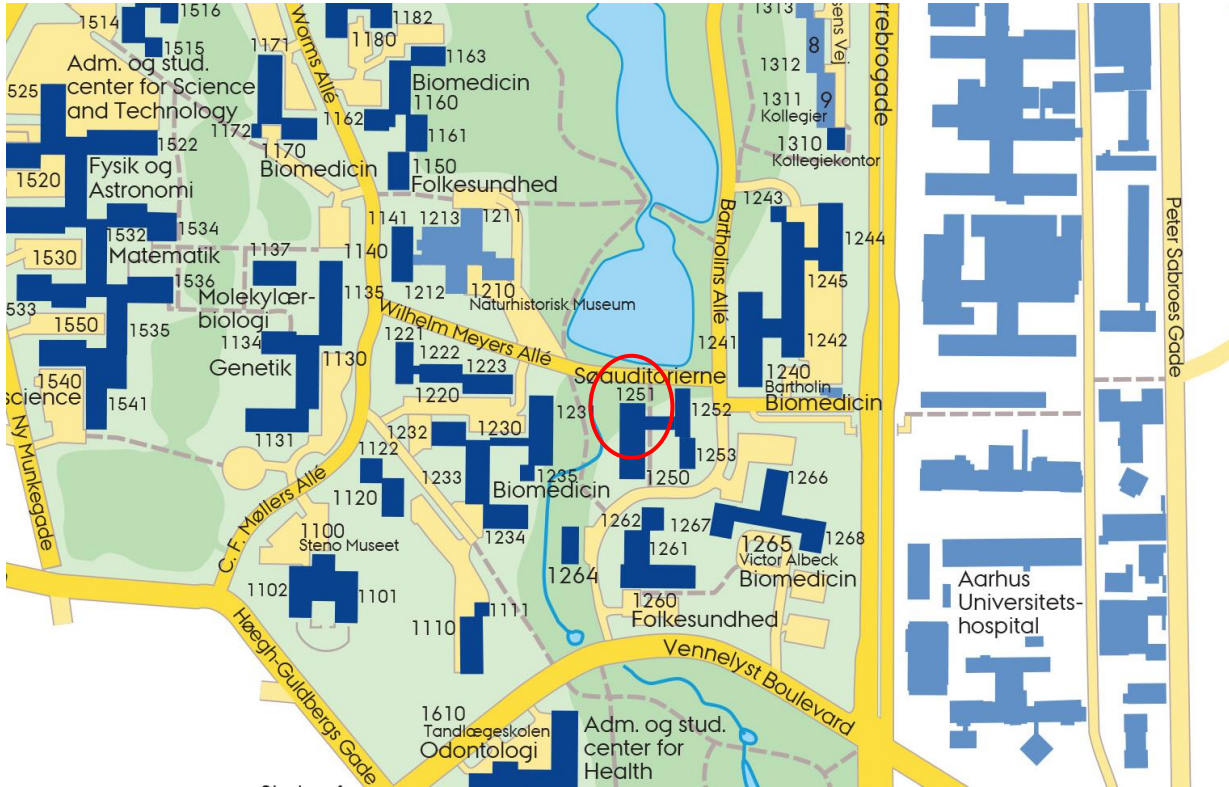 1514
1516
1515
Adm. og stud.
center for Science
and Technology
1525
1522
1520
Fysik og
Astronomi
1532
1534
1530
Matematik
1536
1533
1550
1535
1540
science
1541
Ny Munkegade
1171
1172
1170
Biomedicin
Worms Allé
1182
1180
1163
Biomedicin
1160
1162
1161
1150
Folkesundhed
1141
1213
1211
1140
1212
1210
Naturhistorisk Museum
1137
Molekylær-
biologi
1135
1134
Genetik
1130
1131
Wilhelm Meyers Allé
1221
1222
1223
1220
1231
1232
1230
1233
1235
Biomedicin
1234
1122
1120
C. F. Møllers Allé
1100
Steno Museet
1102
1101
1111
1110
Høegh-Guldbergs Gade
1610
Tandlægeskolen
Odontologi
Adm. og stud.
center for
Health
Vennelyst Boulevard
Søauditorierne
1251
1252
1253
1250
1262
1261
1264
1260
Folkesundhed
1267
1266
1268
1265
Victor Albeck
Biomedicin
1313
8
1312
1311
9
Kollegier
1310
Kollegiekontor
sens Vej
rrebrogade
Bartholins Allé
1243
1244
1245
1241
1242
1240
Bartholin
Biomedicin
Peter Sabroes Gade
Aarhus
Universitets-
hospital